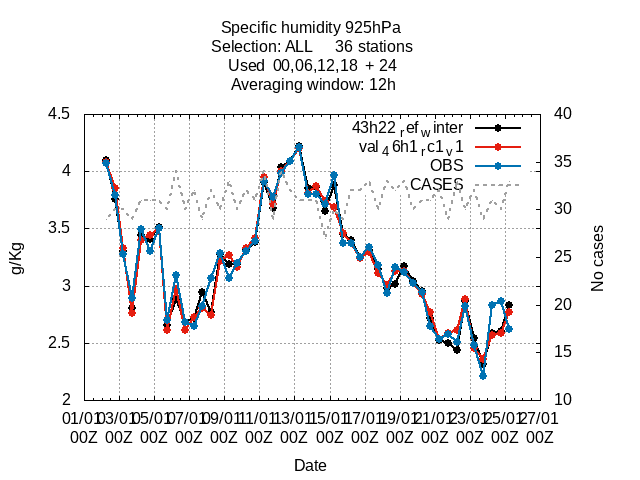 Specific humidity 925hPa
Selection: ALL 36 stations
Used 00,06,12,18 + 24
Averaging window: 12h
43h22_ref_winter
val_46h1_rc1_v1
OBS
CASES
4.5
4
3.5
3
2.5
2
g/Kg
40
35
30
25
20
15
10
No cases
01/01 03/01 05/01 07/01 09/01 11/01 13/01 15/01 17/01 19/01 21/01 23/01 25/01 27/01
00Z 00Z 00Z 00Z 00Z 00Z 00Z 00Z 00Z 00Z 00Z 00Z 00Z 00Z
Date